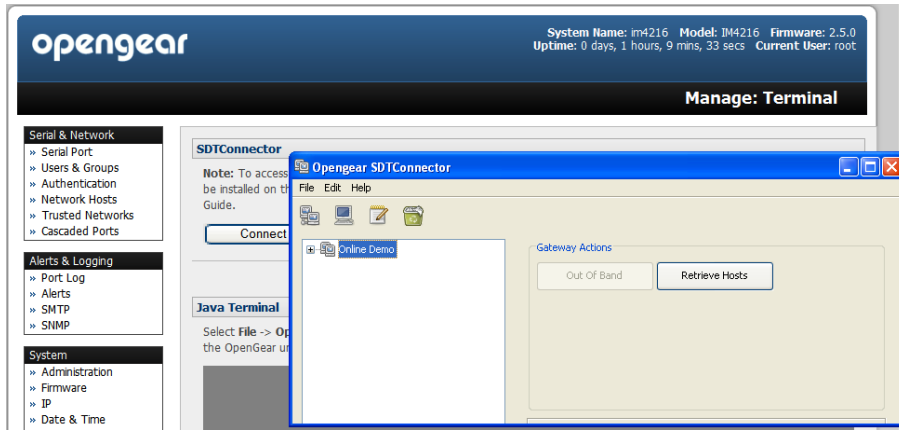 opengear
System Name: im4216 Model: IM4216 Firmware: 2.5.0
Uptime: 0 days, 1 hours, 9 mins, 33 secs Current User: root
Manage: Terminal
Serial & Network
» Serial Port
» Users & Groups
» Authentication
» Network Hosts
» Trusted Networks
» Cascaded Ports
Alerts & Logging
» Port Log
» Alerts
» SMTP
» SNMP
System
» Administration
» Firmware
» IP
» Date & Time
SDTConnector
Note: To access
be installed on th
Guide.
Connect
Java Terminal
Select File -> Op
the OpenGear un
Opengear SDTConnector
File Edit Help
Online Demo
Gateway Actions
Out Of Band
Retrieve Hosts